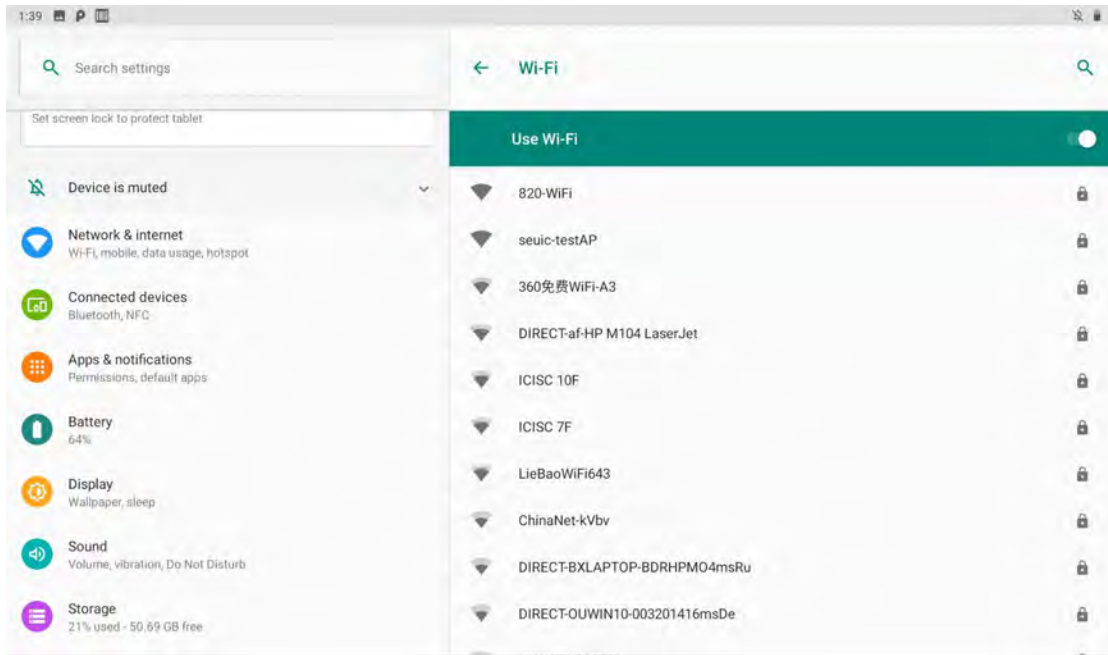 1:39
Search settings
Set screen lock to protect tablet
Device is muted
Network & internet
Wi-Fi, mobile, data usage, hotspot
Connected devices
Bluetooth, NFC
Apps & notifications
Permissions, default apps
Battery
64%
Display
Wallpaper, sleep
Sound
Volume, vibration, Do Not Disturb
Storage
21% used - 50.69 GB free
Wi-Fi
Use Wi-Fi
820-WiFi
seuic-testAP
360免费WiFi-A3
DIRECT-af-HP M104 LaserJet
ICISC 10F
ICISC 7F
LieBaoWiFi643
ChinaNet-kVbv
DIRECT-BXLAPTOP-BDRHPMO4msRu
DIRECT-OUWIN10-003201416msDe